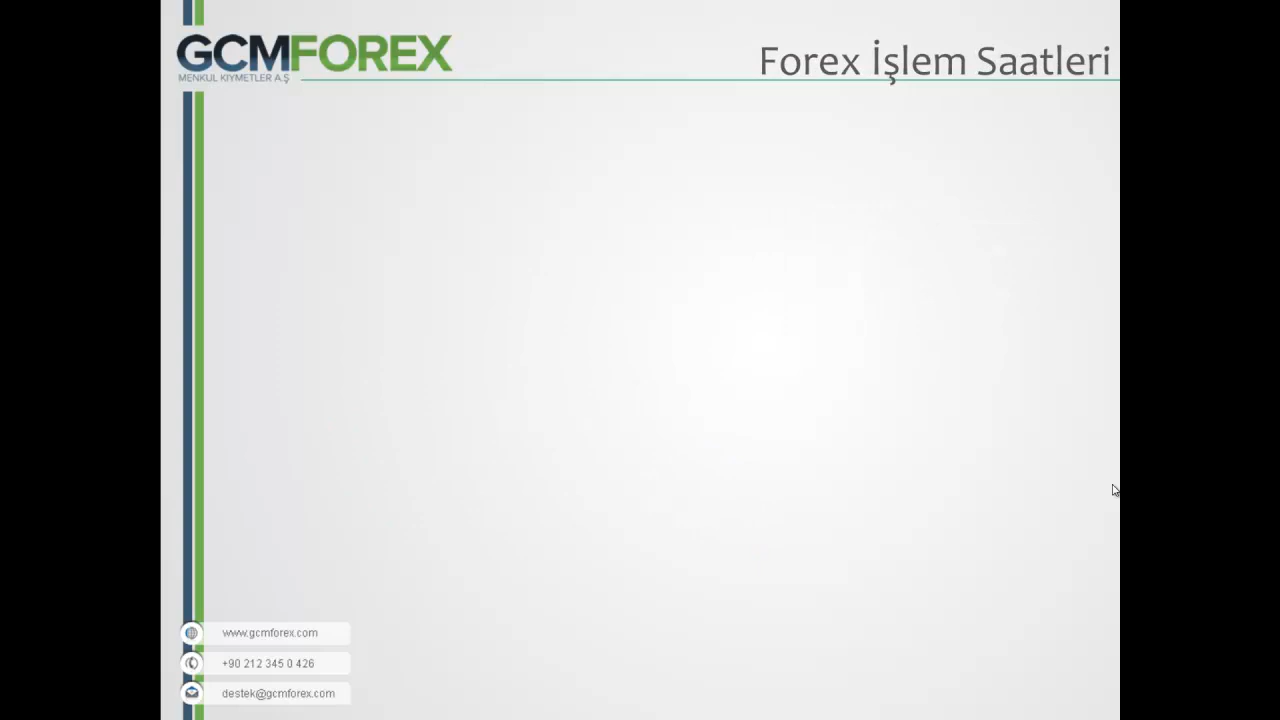 GCMFOREX
MENKUL KIYMETLER A.Ş
Forex İşlem Saatleri
www.gcmforex.com
+90 212 345 0 426
destek@gcmforex.com